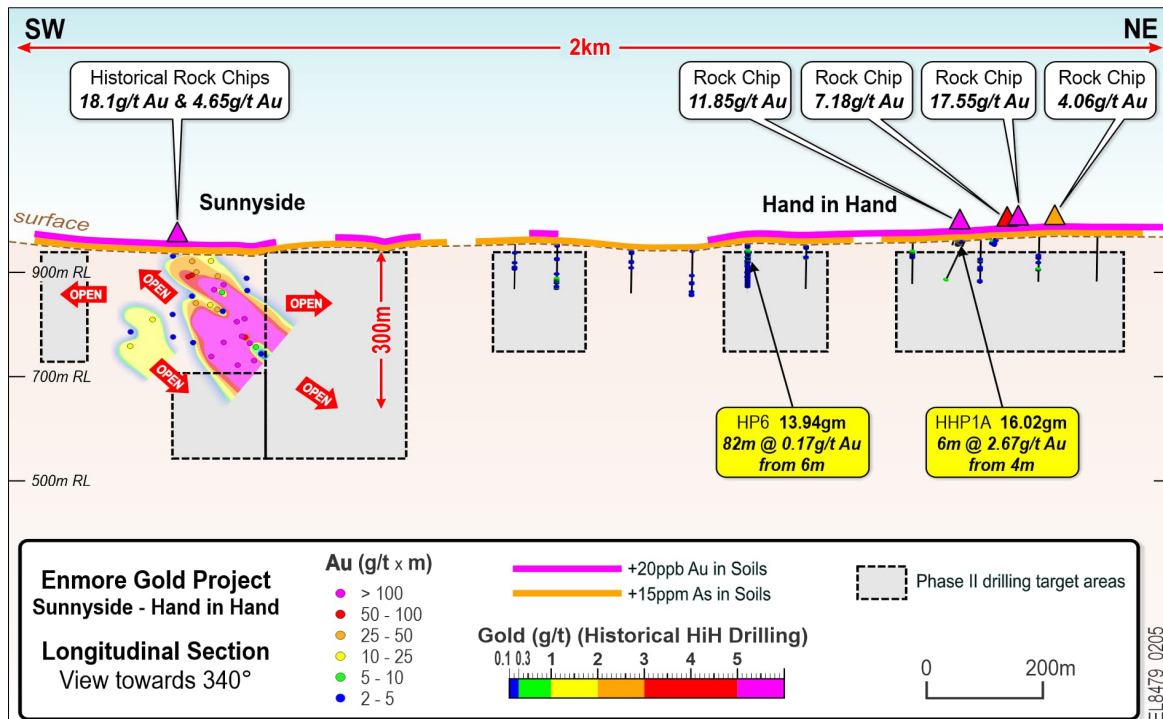 SW
NE
2km
Historical Rock Chips
18.1g/t Au & 4.65g/t Au
Rock Chip
11.85g/t Au
Rock Chip
7.18g/t Au
Rock Chip
17.55g/t Au
Rock Chip
4.06g/t Au
surface
Sunnyside
Hand in Hand
900m RL
700m RL
500m RL
OPEN
OPEN
OPEN
OPEN
OPEN
300m
HP6 13.94gm
82m @ 0.17g/t Au
from 6m
HHP1A 16.02gm
6m @ 2.67g/t Au
from 4m
Enmore Gold Project
Sunnyside - Hand in Hand
Longitudinal Section
View towards 340°
Au (g/t x m)
> 100
50 - 100
25 - 50
10 - 25
5 - 10
2 - 5
+20ppb Au in Soils
+15ppm As in Soils
Gold (g/t) (Historical HiH Drilling)
0.1 0.3 1 2 3 4 5
Phase II drilling target areas
0 200m
EL8479_0205